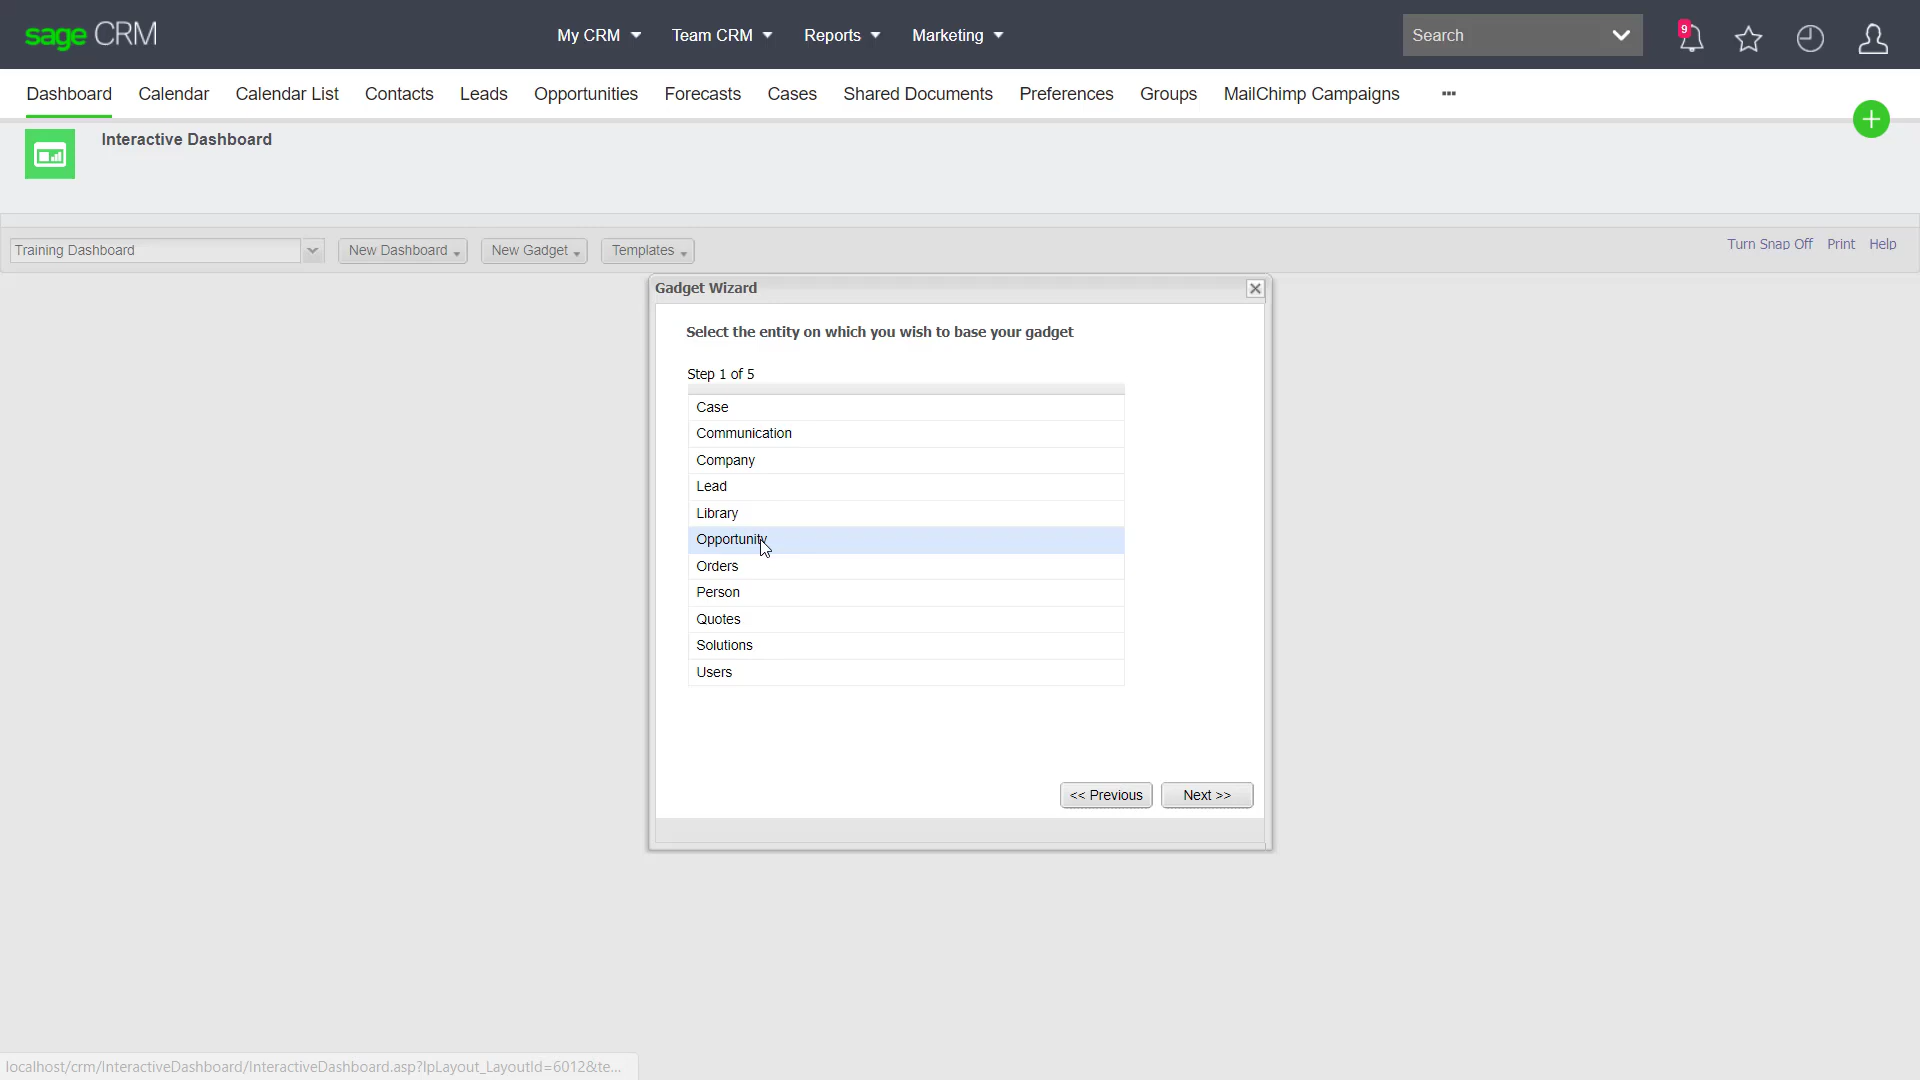 sage CRM
My CRM
Team CRM
Reports
Marketing
Search
9
Dashboard
Calendar
Calendar List
Contacts
Leads
Opportunities
Forecasts
Cases
Shared Documents
Preferences
Groups
MailChimp Campaigns
Interactive Dashboard
Training Dashboard
New Dashboard
New Gadget
Templates
Turn Snap Off
Print
Help
Gadget Wizard
Select the entity on which you wish to base your gadget
Step 1 of 5
Case
Communication
Company
Lead
Library
Opportunity
Orders
Person
Quotes
Solutions
Users
<< Previous
Next >>
localhost/crm/InteractiveDashboard/InteractiveDashboard.asp?lpLayout_LayoutId=6012&te...